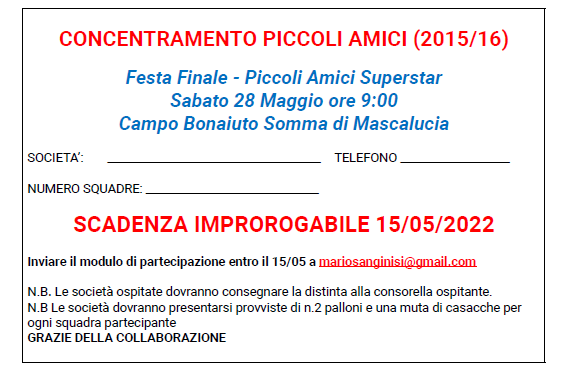 CONCENTRAMENTO PICCOLI AMICI (2015/16)
Festa Finale - Piccoli Amici Superstar
Sabato 28 Maggio ore 9:00
Campo Bonaiuto Somma di Mascalucia
SOCIETA’: ______________________________ TELEFONO ________________
NUMERO SQUADRE: ________________________
SCADENZA IMPROROGABILE 15/05/2022
Inviare il modulo di partecipazione entro il 15/05 a mariosanginisi@gmail.com
N.B. Le società ospitate dovranno consegnare la distinta alla consorella ospitante.
N.B Le società dovranno presentarsi provviste di n.2 palloni e una muta di casacche per
ogni squadra partecipante
GRAZIE DELLA COLLABORAZIONE